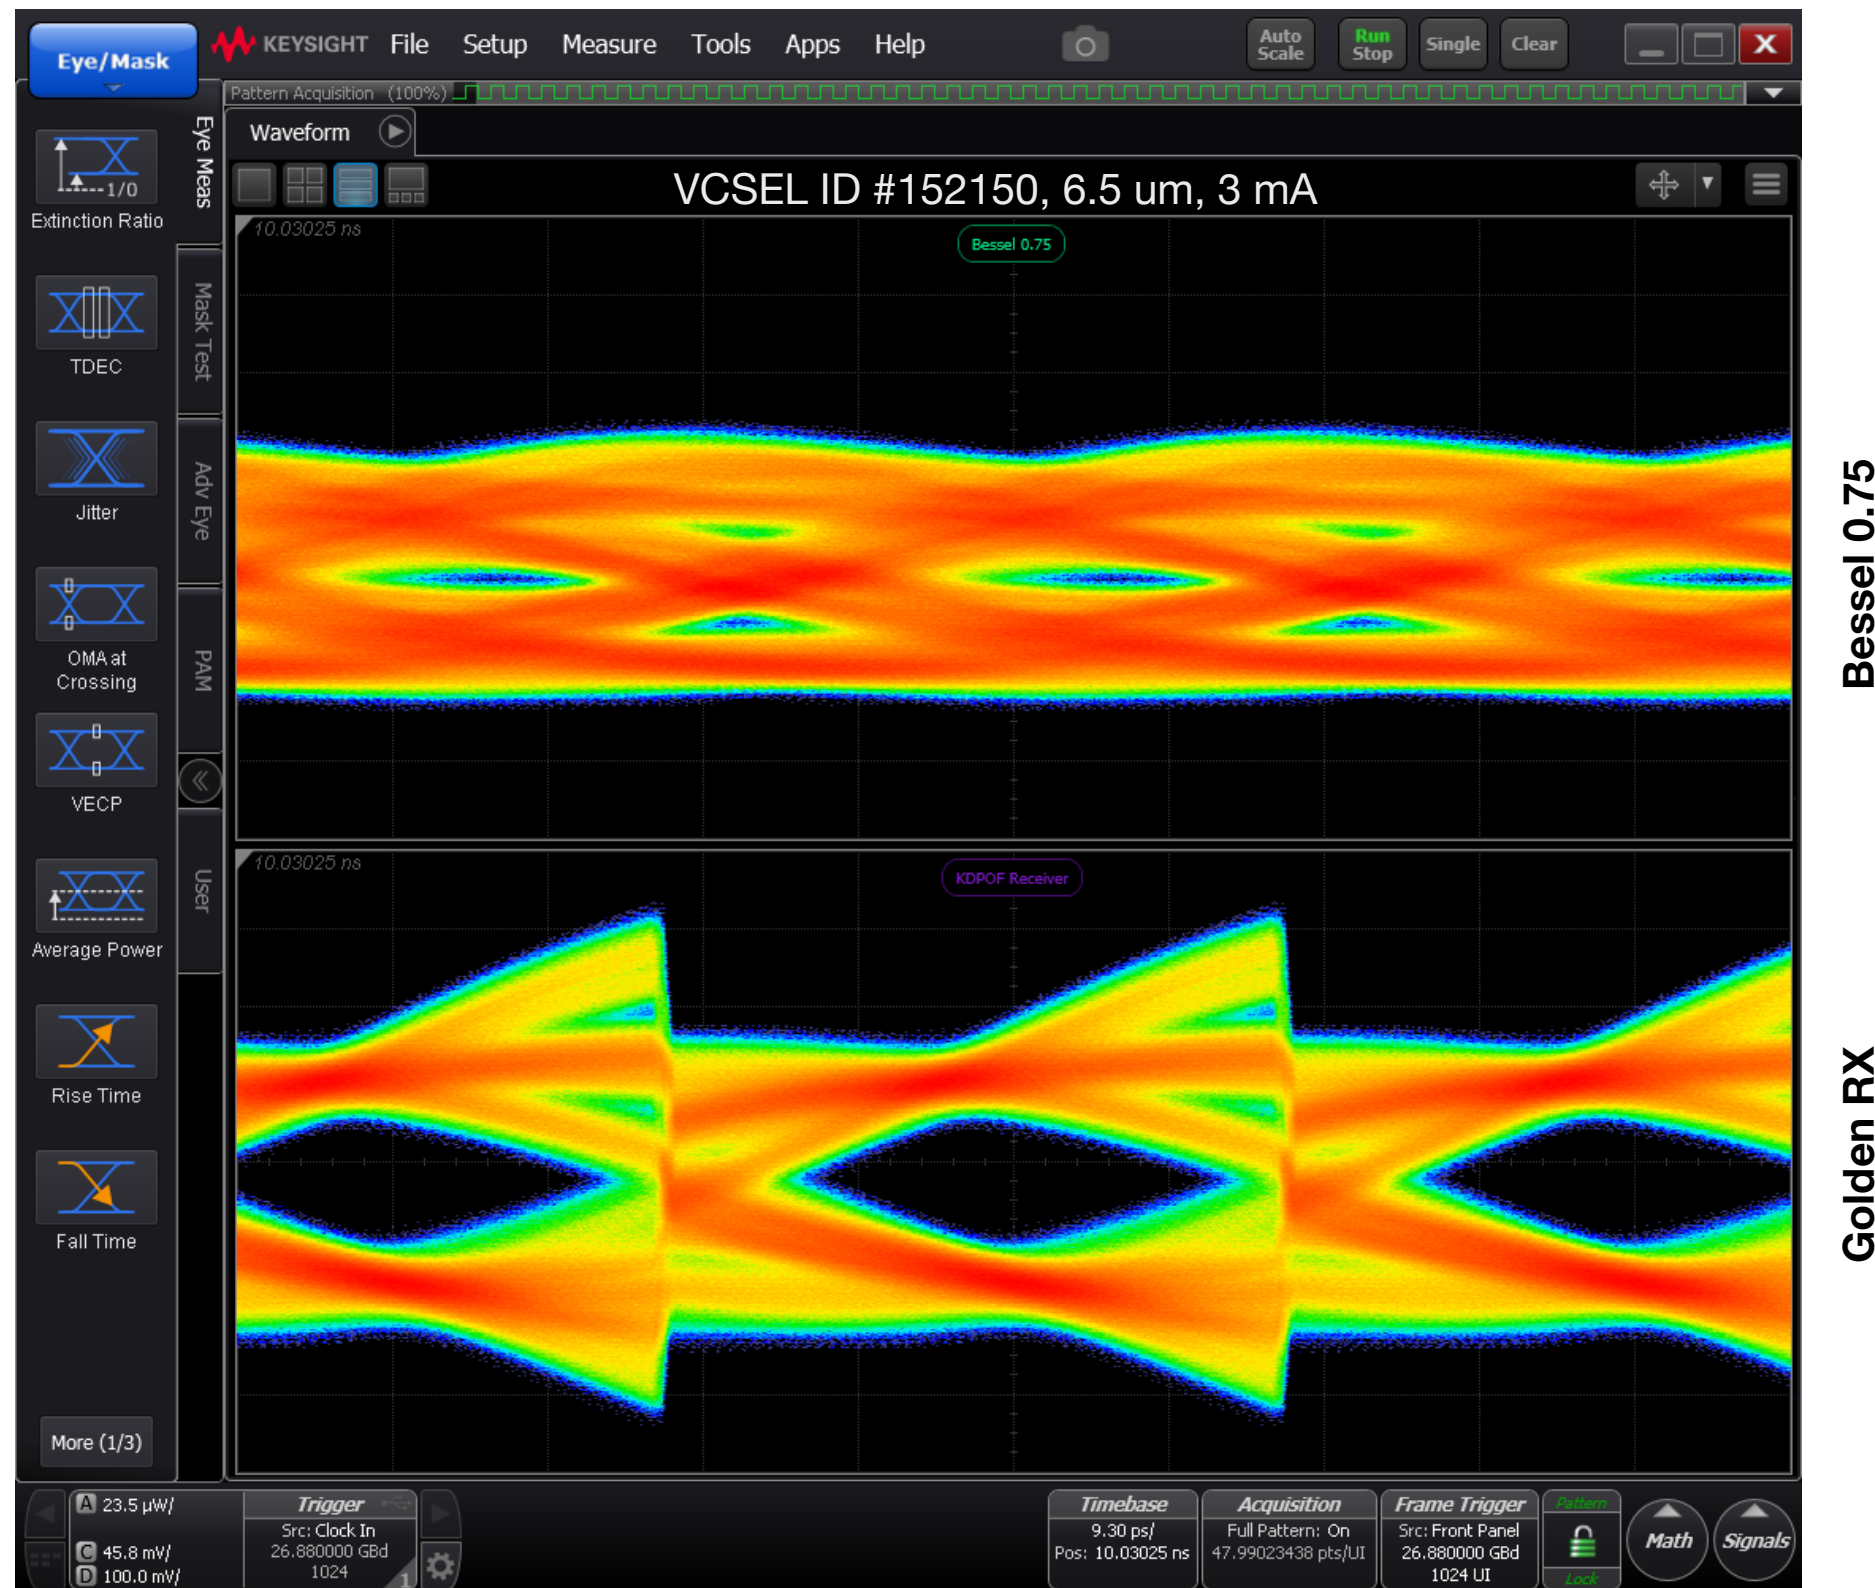 Eye/Mask
KEYSIGHT File Setup Measure Tools Apps Help
Auto Scale
Run Stop
Single
Clear
X
Pattern Acquisition (100%)
Waveform
VCSEL ID #152150, 6.5 um, 3 mA
Eye Meas
Mask Test
Adv Eye
PAM
User
1/0
Extinction Ratio
TDEC
Jitter
OMA at
Crossing
VECP
Average Power
Rise Time
Fall Time
More (1/3)
10.03025 ns
Bessel 0.75
10.03025 ns
KDPOF Receiver
Bessel 0.75
Golden RX
A 23.5 µW/
C 45.8 mV/
D 100.0 mV/
Trigger
Src: Clock In
26.880000 GBd
1024
1
Timebase
9.30 ps/
Pos: 10.03025 ns
Acquisition
Full Pattern: On
47.99023438 pts/UI
Frame Trigger
Src: Front Panel
26.880000 GBd
1024 UI
Pattern
Lock
Math
Signals